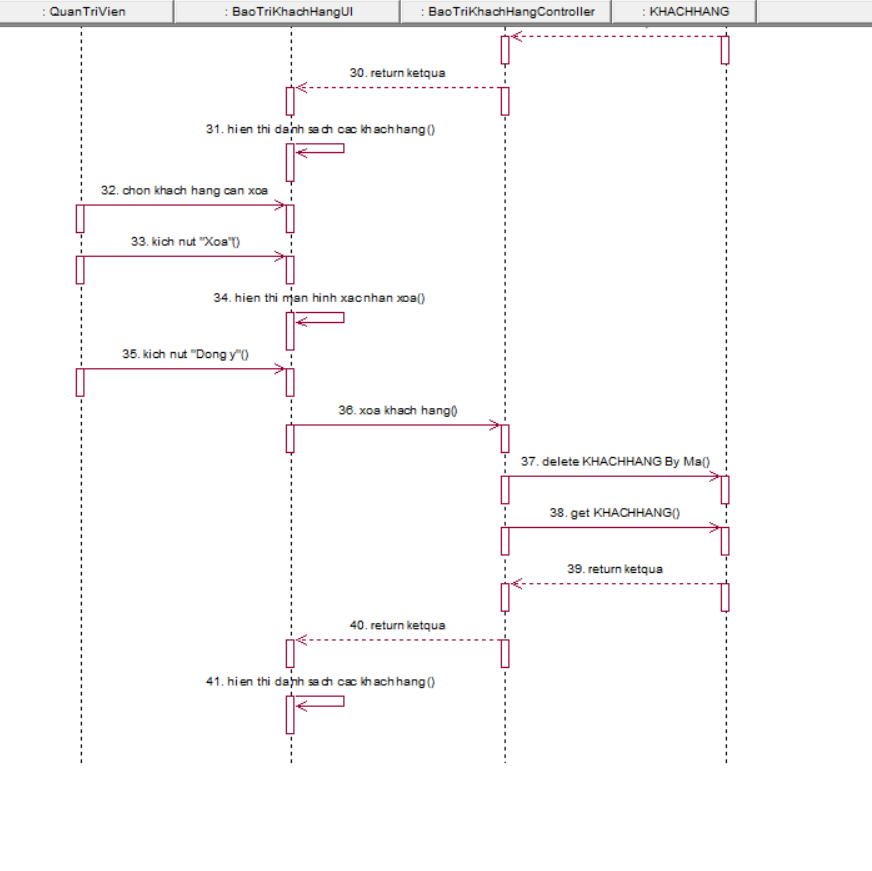 : QuanTriVien
: BaoTriKhachHangUI
: BaoTriKhachHangController
: KHACHHANG
30. return ketqua
31. hien thi danh sach cac khach hang()
32. chon khach hang can xoa
33. kich nut "Xoa"()
34. hien thi man hinh xac nhan xoa()
35. kich nut "Dong y"()
36. xoa khach hang()
37. delete KHACHHANG By Ma()
38. get KHACHHANG()
39. return ketqua
40. return ketqua
41. hien thi danh sach cac khach hang()